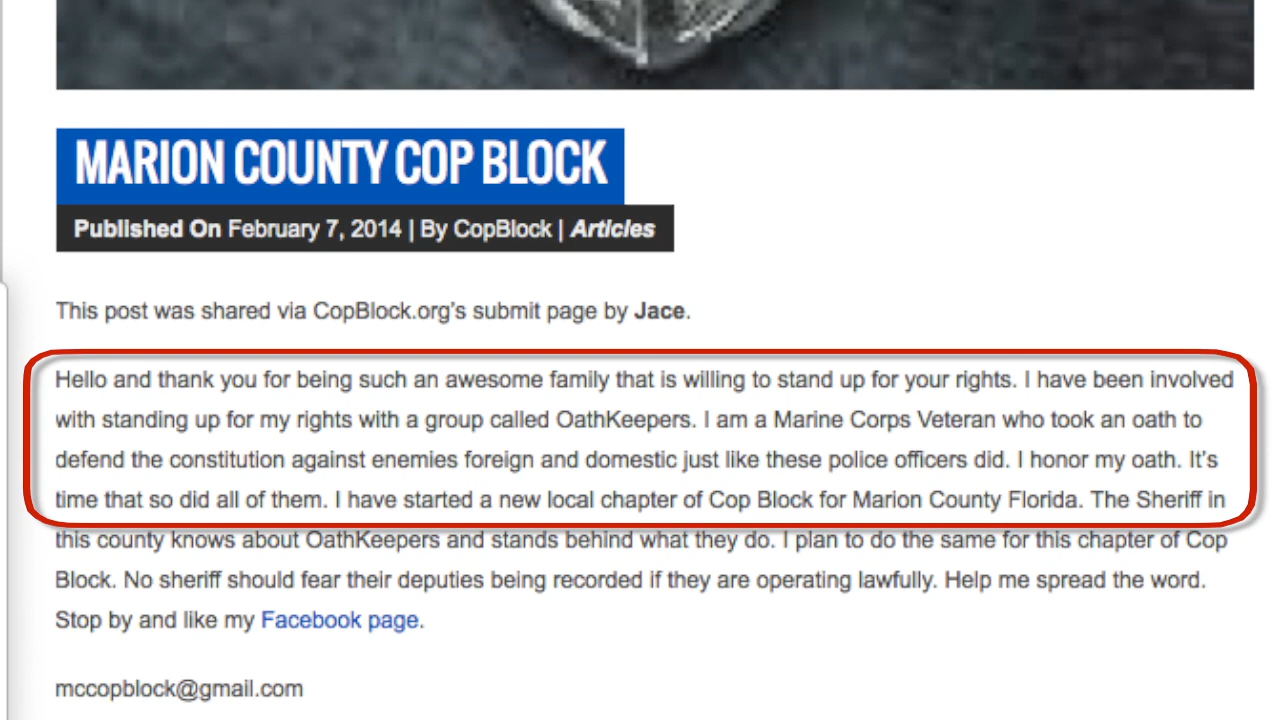 MARION COUNTY COP BLOCK
Published On February 7, 2014 | By CopBlock | Articles
This post was shared via CopBlock.org's submit page by Jace.
Hello and thank you for being such an awesome family that is willing to stand up for your rights. I have been involved
with standing up for my rights with a group called OathKeepers. I am a Marine Corps Veteran who took an oath to
defend the constitution against enemies foreign and domestic just like these police officers did. I honor my oath. It's
time that so did all of them. I have started a new local chapter of Cop Block for Marion County Florida. The Sheriff in
this county knows about OathKeepers and stands behind what they do. I plan to do the same for this chapter of Cop
Block. No sheriff should fear their deputies being recorded if they are operating lawfully. Help me spread the word.
Stop by and like my Facebook page.
mccopblock@gmail.com